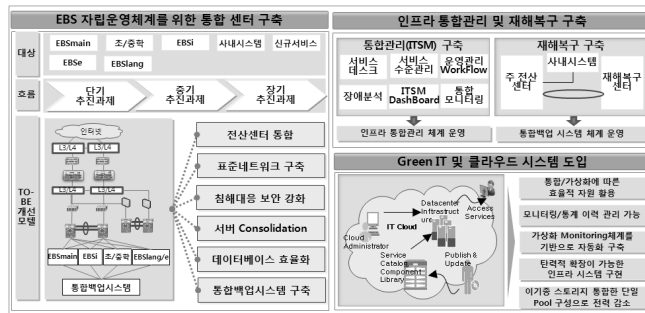 EBS 자립운영체계를 위한 통합 센터 구축
대상
EBSmain
초/중학
EBSi
사내시스템
신규서비스
EBSe
EBSlang
흐름
단기
추진과제
중기
추진과제
장기
추진과제
TO-
BE
개선
모델
인터넷
L3/L4
L3/L4
L3/L4
L3/L4
EBSmain
EBSi
초/중학
EBSlang/e
통합백업시스템
전산센터 통합
표준네트워크 구축
침해대응 보안 강화
서버 Consolidation
데이터베이스 효율화
통합백업시스템 구축
인프라 통합관리 및 재해복구 구축
통합관리(ITSM) 구축
서비스
데스크
서비스
수준관리
운영관리
WorkFlow
장애분석
ITSM
DashBoard
통합
모니터링
인프라 통합관리 체계 운영
재해복구 구축
주 전산
센터
사내시스템
재해복구
센터
통합백업 시스템 체계 운영
Green IT 및 클라우드 시스템 도입
Cloud
Administrator
IT Cloud
Datacenter
Infrastruct
ure
Access
Services
Service
Catalog,
Component
Library
Publish &
Update
통합/가상화에 따른
효율적 자원 활용
모니터링/통계 이력 관리 가능
가상화 Monitoring체계를
기반으로 자동화 구축
탄력적 확장이 가능한
인프라 시스템 구현
이기종 스토리지 통합한 단일
Pool 구성으로 전력 감소